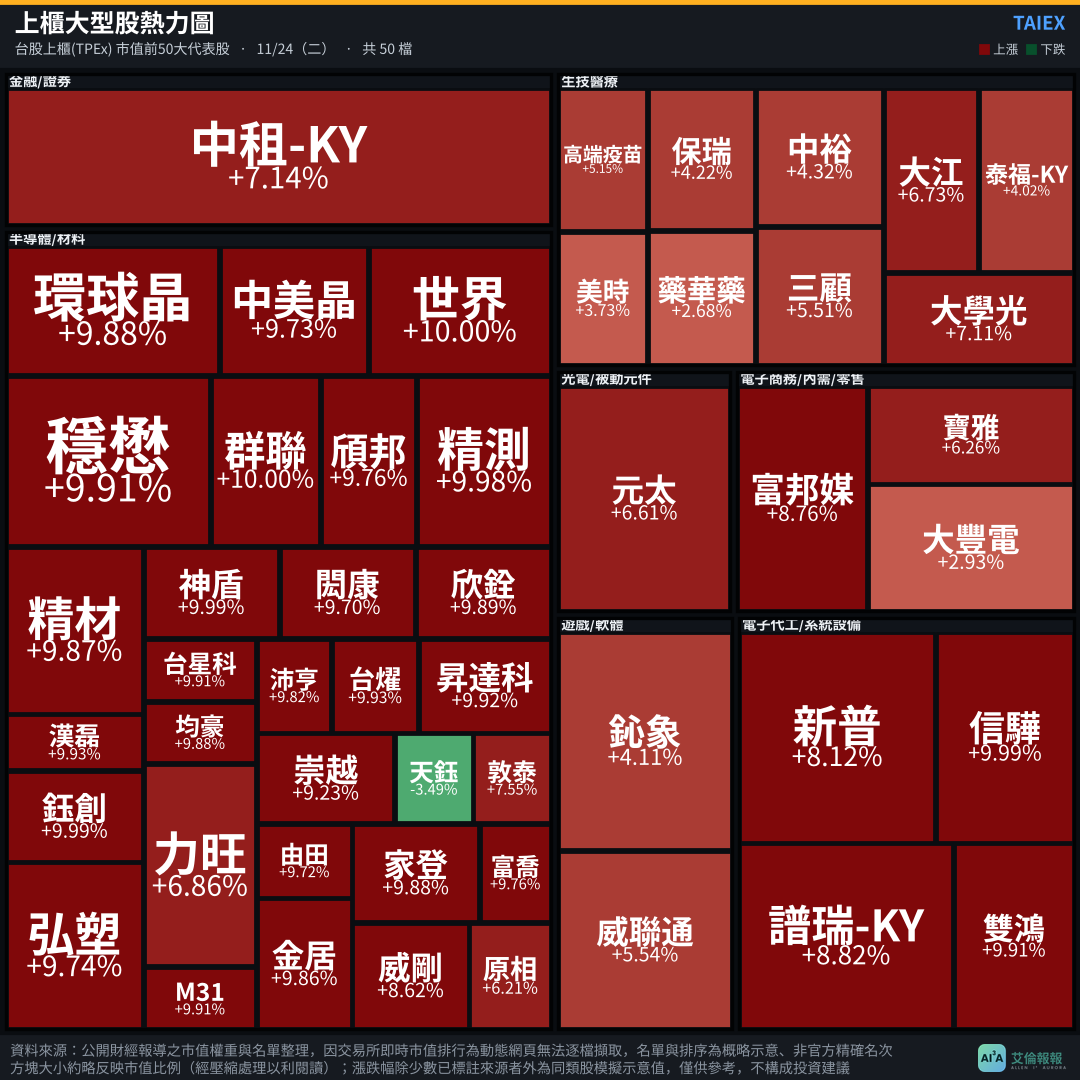 上櫃大型股熱力圖
TAIEX
台股上櫃(TPEx) 市值前50大代表股 · 11/24（二） · 共 50 檔
上漲 下跌
金融/證券
中租-KY
+7.14%
半導體/材料
環球晶
+9.88%
中美晶
+9.73%
世界
+10.00%
穩懋
+9.91%
群聯
+10.00%
頎邦
+9.76%
精測
+9.98%
精材
+9.87%
神盾
+9.99%
閎康
+9.70%
欣銓
+9.89%
台星科
+9.91%
沛亨
+9.82%
台燿
+9.93%
昇達科
+9.92%
漢磊
+9.93%
均豪
+9.88%
崇越
+9.23%
天鈺
-3.49%
敦泰
+7.55%
鈺創
+9.99%
力旺
+6.86%
由田
+9.72%
家登
+9.88%
富喬
+9.76%
弘塑
+9.74%
M31
+9.91%
金居
+9.86%
威剛
+8.62%
原相
+6.21%
生技醫療
高端疫苗
+5.15%
保瑞
+4.22%
中裕
+4.32%
大江
+6.73%
泰福-KY
+4.02%
美時
+3.73%
藥華藥
+2.68%
三顧
+5.51%
大學光
+7.11%
光電/被動元件
元太
+6.61%
電子商務/內需/零售
富邦媒
+8.76%
寶雅
+6.26%
大豐電
+2.93%
遊戲/軟體
鈊象
+4.11%
威聯通
+5.54%
電子代工/系統設備
新普
+8.12%
信驊
+9.99%
譜瑞-KY
+8.82%
雙鴻
+9.91%
資料來源：公開財經報導之市值權重與名單整理，因交易所即時市值排行為動態網頁無法逐檔擷取，名單與排序為概略示意、非官方精確名次
方塊大小約略反映市值比例（經壓縮處理以利閱讀）；漲跌幅除少數已標註來源者外為同類股模擬示意值，僅供參考，不構成投資建議
艾倫報報